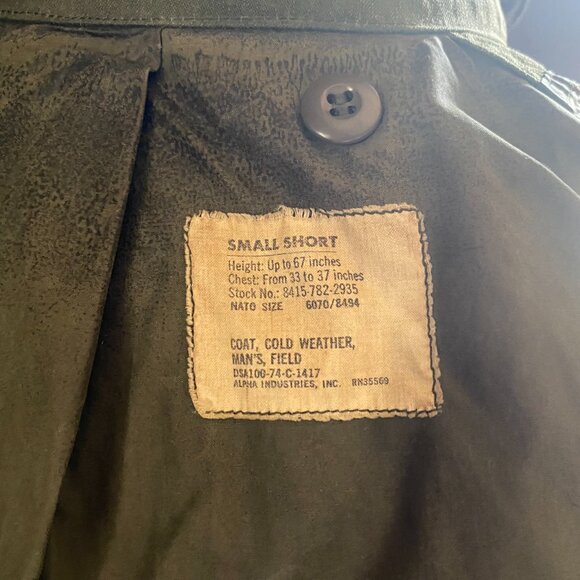 SMALL SHORT
Height: Up to 67 inches
Chest: From 33 to 37 inches
Stock No.: 8415-782-2935
NATO SIZE 6070/8494
COAT, COLD WEATHER,
MAN'S, FIELD
DSA100-74-C-1417
ALPHA INDUSTRIES, INC. RN35569